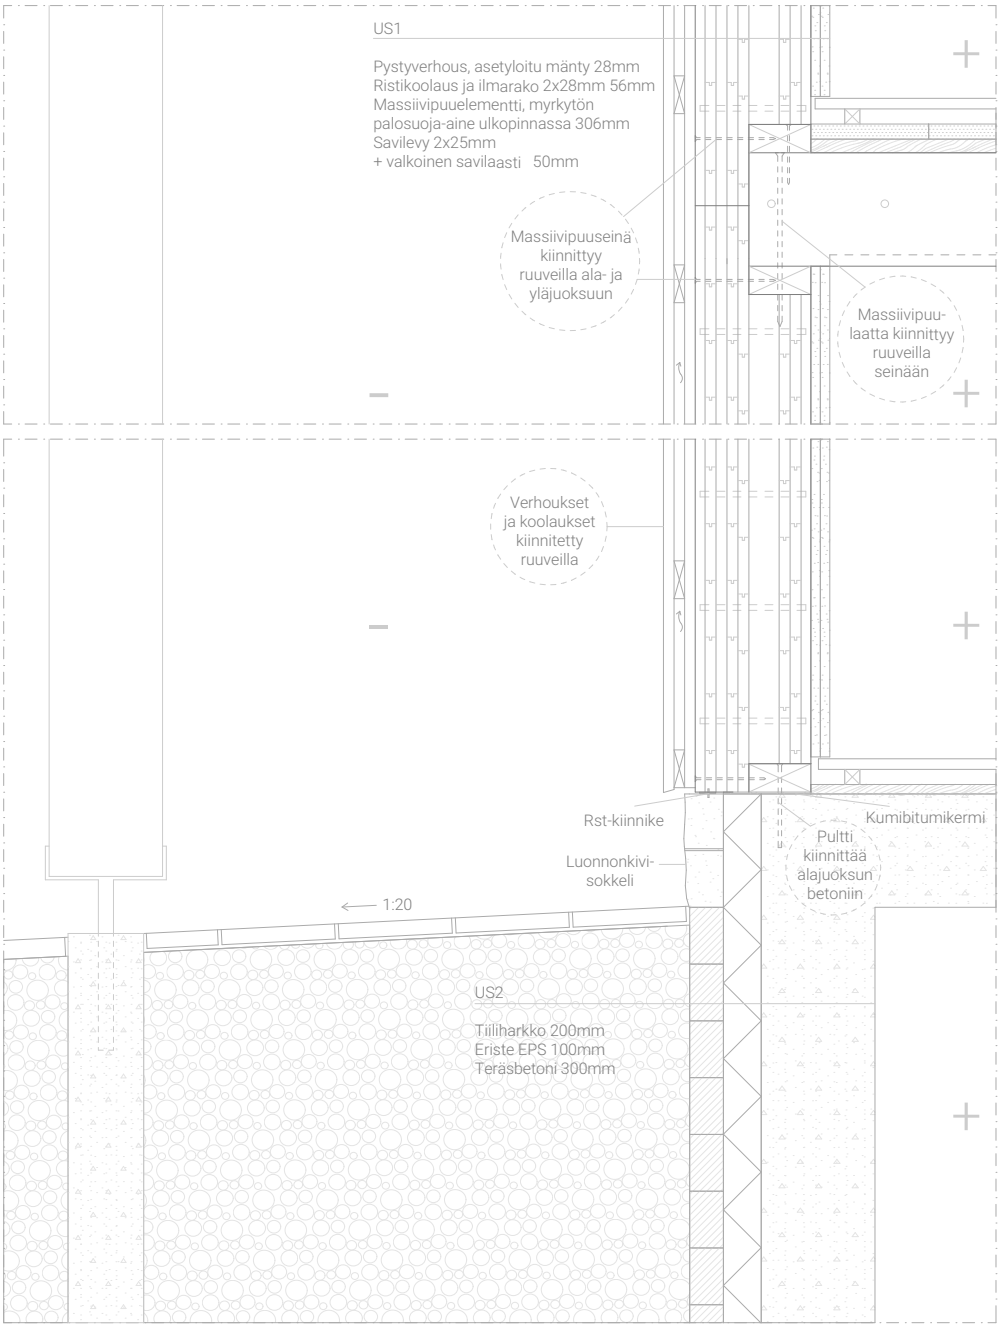 US1
Pystyverhous, asetyloitu mänty 28mm
Ristikoolaus ja ilmarako 2x28mm 56mm
Massiivipuuelementti, myrkytön
palosuoja-aine ulkopinnassa 306mm
Savilevy 2x25mm
+ valkoinen savilaasti 50mm
Massiivipuuseinä
kiinnittyy
ruuveilla ala- ja
yläjuoksuun
Massiivipuu-
laatta kiinnittyy
ruuveilla
seinään
Verhoukset
ja koolaukset
kiinnitetty
ruuveilla
Rst-kiinnike
Kumibitumikermi
Pultti
kiinnittää
alajuoksun
betoniin
Luonnonkivi-
sokkeli
1:20
US2
Tiiliharkko 200mm
Eriste EPS 100mm
Teräsbetoni 300mm